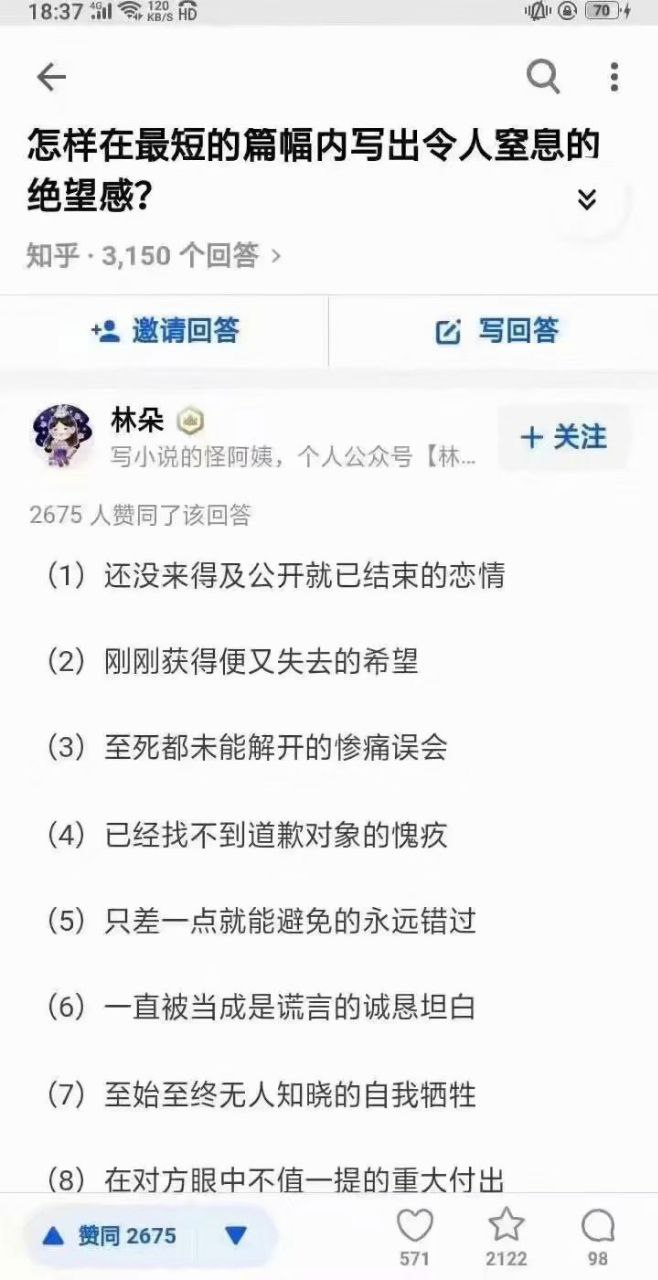 18:37 4G 120 KB/S HD 70
怎样在最短的篇幅内写出令人窒息的
绝望感？
知乎 · 3,150 个回答 >
邀请回答 写回答
林朵
写小说的怪阿姨，个人公众号【林...
+ 关注
2675 人赞同了该回答
（1）还没来得及公开就已结束的恋情
（2）刚刚获得便又失去的希望
（3）至死都未能解开的惨痛误会
（4）已经找不到道歉对象的愧疚
（5）只差一点就能避免的永远错过
（6）一直被当成是谎言的诚恳坦白
（7）至始至终无人知晓的自我牺牲
（8）在对方眼中不值一提的重大付出
赞同 2675
571 2122 98